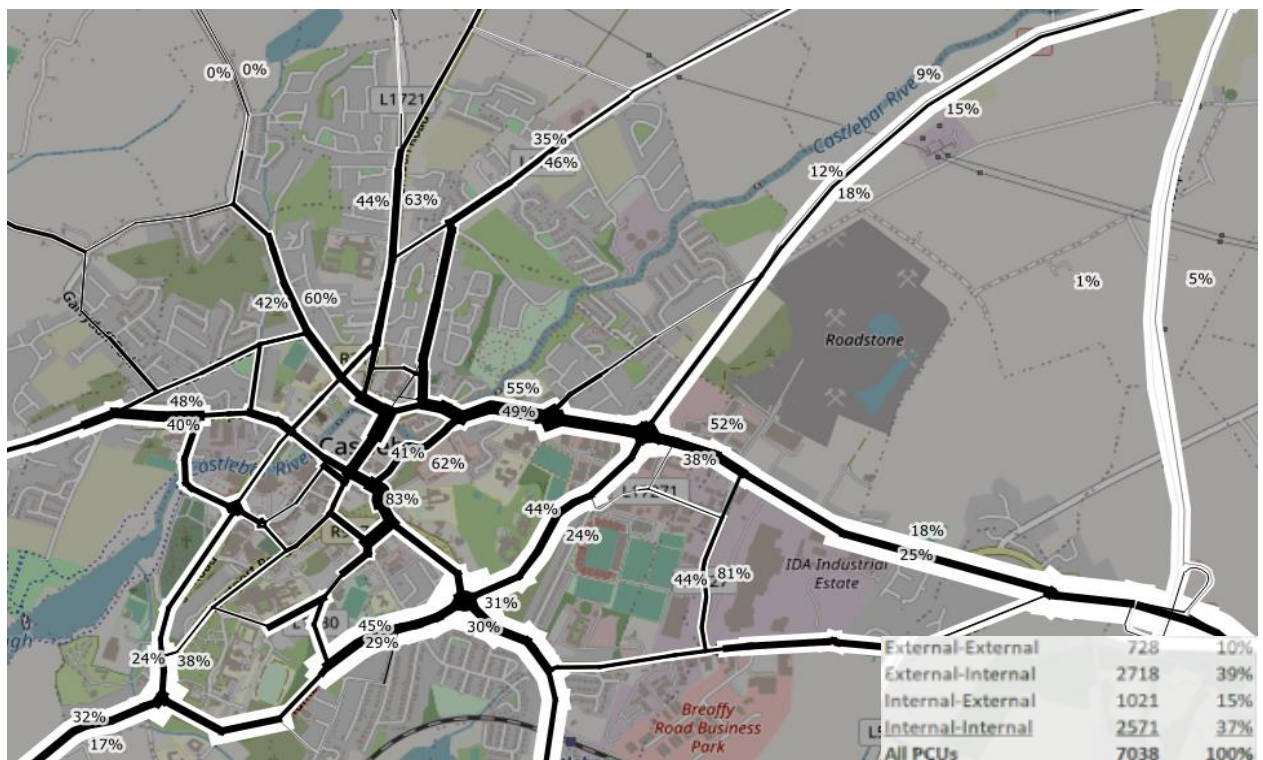 0% 0%
L1721
9%
15%
Castlebar River
35%
46%
12%
18%
44% 63%
1% 5%
42% 60%
Roadstone
48%
40%
55%
49%
52%
38%
41%
62%
Castlebar River
83%
L17271
44%
24%
18%
25%
IDA Industrial
Estate
44% 81%
31%
30%
45%
29%
24% 38%
32%
17%
Breaffy
Road Business
Park
External-External 728 10%
External-Internal 2718 39%
Internal-External 1021 15%
Internal-Internal 2571 37%
All PCUs 7038 100%